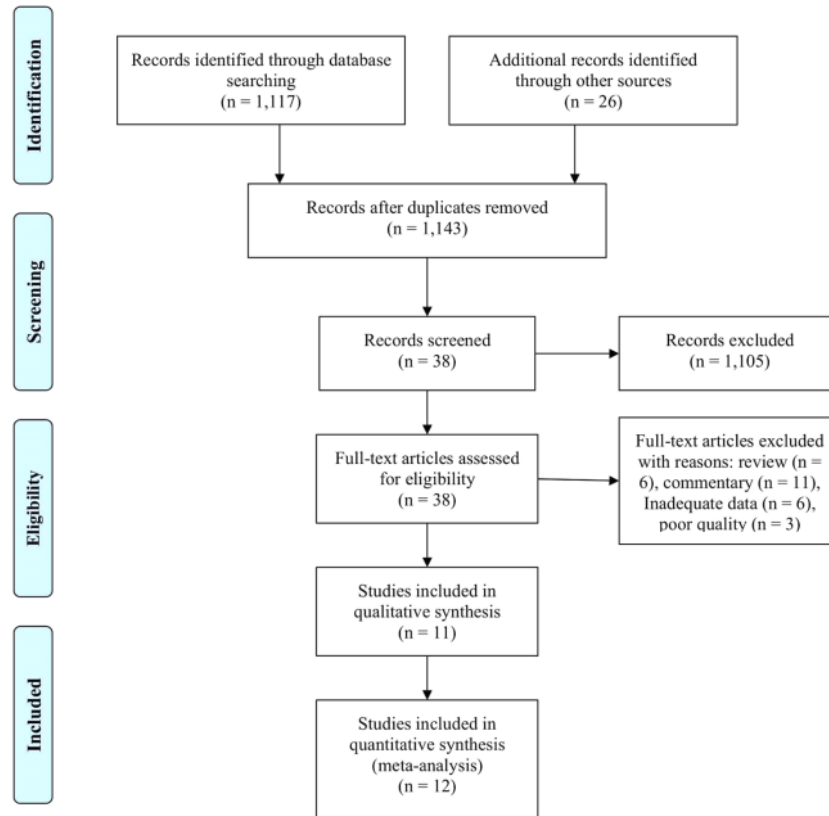 Identification
Records identified through database
searching
(n = 1,117)
Additional records identified
through other sources
(n = 26)
Records after duplicates removed
(n = 1,143)
Screening
Records screened
(n = 38)
Records excluded
(n = 1,105)
Eligibility
Full-text articles assessed
for eligibility
(n = 38)
Full-text articles excluded
with reasons: review (n =
6), commentary (n = 11),
Inadequate data (n = 6),
poor quality (n = 3)
Studies included in
qualitative synthesis
(n = 11)
Included
Studies included in
quantitative synthesis
(meta-analysis)
(n = 12)